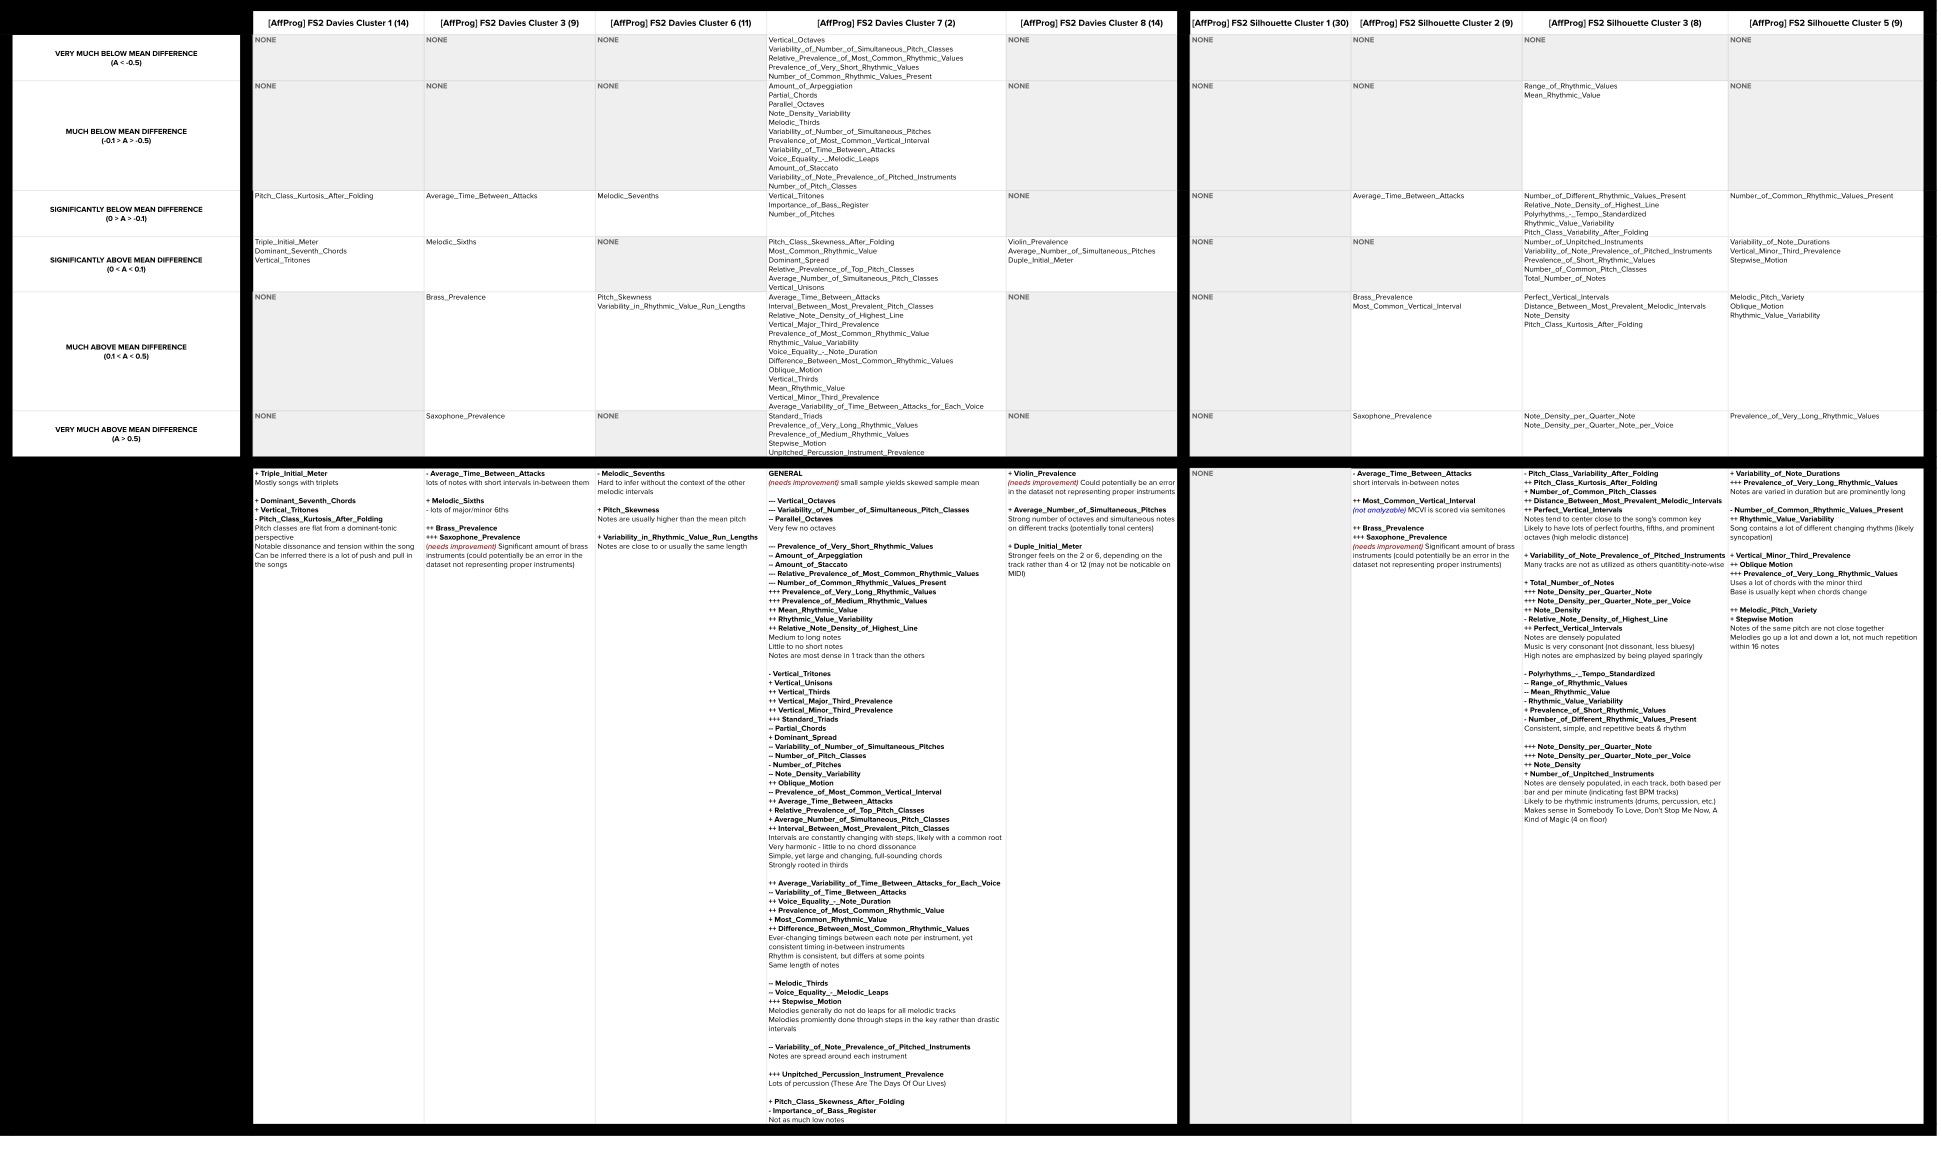 [AffProg] FS2 Davies Cluster 1 (14)
[AffProg] FS2 Davies Cluster 3 (9)
[AffProg] FS2 Davies Cluster 6 (11)
[AffProg] FS2 Davies Cluster 7 (2)
[AffProg] FS2 Davies Cluster 8 (14)
[AffProg] FS2 Silhouette Cluster 1 (30)
[AffProg] FS2 Silhouette Cluster 2 (9)
[AffProg] FS2 Silhouette Cluster 3 (8)
[AffProg] FS2 Silhouette Cluster 5 (9)
VERY MUCH BELOW MEAN DIFFERENCE
(A < -0.5)
NONE
NONE
NONE
Vertical_Octaves
Variability_of_Number_of_Simultaneous_Pitch_Classes
Relative_Prevalence_of_Most_Common_Rhythmic_Values
Prevalence_of_Very_Short_Rhythmic_Values
Number_of_Common_Rhythmic_Values_Present
NONE
NONE
NONE
NONE
NONE
MUCH BELOW MEAN DIFFERENCE
(-0.1 > A > -0.5)
NONE
NONE
NONE
Amount_of_Arpeggiation
Partial_Chords
Parallel_Octaves
Note_Density_Variability
Melodic_Thirds
Variability_of_Number_of_Simultaneous_Pitches
Prevalence_of_Most_Common_Vertical_Interval
Variability_of_Time_Between_Attacks
Voice_Equality_-_Melodic_Leaps
Amount_of_Staccato
Variability_of_Note_Prevalence_of_Pitched_Instruments
Number_of_Pitch_Classes
NONE
NONE
NONE
Range_of_Rhythmic_Values
Mean_Rhythmic_Value
NONE
SIGNIFICANTLY BELOW MEAN DIFFERENCE
(0 > A > -0.1)
Pitch_Class_Kurtosis_After_Folding
Average_Time_Between_Attacks
Melodic_Sevenths
Vertical_Tritones
Importance_of_Bass_Register
Number_of_Pitches
NONE
NONE
Average_Time_Between_Attacks
Number_of_Different_Rhythmic_Values_Present
Relative_Note_Density_of_Highest_Line
Polyrhythms_-_Tempo_Standardized
Rhythmic_Value_Variability
Pitch_Class_Variability_After_Folding
Number_of_Common_Rhythmic_Values_Present
SIGNIFICANTLY ABOVE MEAN DIFFERENCE
(0 < A < 0.1)
Triple_Initial_Meter
Dominant_Seventh_Chords
Vertical_Tritones
Melodic_Sixths
NONE
Pitch_Class_Skewness_After_Folding
Most_Common_Rhythmic_Value
Dominant_Spread
Relative_Prevalence_of_Top_Pitch_Classes
Average_Number_of_Simultaneous_Pitch_Classes
Vertical_Unisons
Violin_Prevalence
Average_Number_of_Simultaneous_Pitches
Duple_Initial_Meter
NONE
NONE
Number_of_Unpitched_Instruments
Variability_of_Note_Prevalence_of_Pitched_Instruments
Prevalence_of_Short_Rhythmic_Values
Number_of_Common_Pitch_Classes
Total_Number_of_Notes
Variability_of_Note_Durations
Vertical_Minor_Third_Prevalence
Stepwise_Motion
MUCH ABOVE MEAN DIFFERENCE
(0.1 < A < 0.5)
NONE
Brass_Prevalence
Pitch_Skewness
Variability_in_Rhythmic_Value_Run_Lengths
Average_Time_Between_Attacks
Interval_Between_Most_Prevalent_Pitch_Classes
Relative_Note_Density_of_Highest_Line
Vertical_Major_Third_Prevalence
Prevalence_of_Most_Common_Rhythmic_Value
Rhythmic_Value_Variability
Voice_Equality_-_Note_Duration
Difference_Between_Most_Common_Rhythmic_Values
Oblique_Motion
Vertical_Thirds
Mean_Rhythmic_Value
Vertical_Minor_Third_Prevalence
Average_Variability_of_Time_Between_Attacks_for_Each_Voice
NONE
NONE
Brass_Prevalence
Most_Common_Vertical_Interval
Perfect_Vertical_Intervals
Distance_Between_Most_Prevalent_Melodic_Intervals
Note_Density
Pitch_Class_Kurtosis_After_Folding
Melodic_Pitch_Variety
Oblique_Motion
Rhythmic_Value_Variability
VERY MUCH ABOVE MEAN DIFFERENCE
(A > 0.5)
NONE
Saxophone_Prevalence
NONE
Standard_Triads
Prevalence_of_Very_Long_Rhythmic_Values
Prevalence_of_Medium_Rhythmic_Values
Stepwise_Motion
Unpitched_Percussion_Instrument_Prevalence
NONE
NONE
Saxophone_Prevalence
Note_Density_per_Quarter_Note
Note_Density_per_Quarter_Note_per_Voice
Prevalence_of_Very_Long_Rhythmic_Values
+ Triple_Initial_Meter
Mostly songs with triplets
+ Dominant_Seventh_Chords
+ Vertical_Tritones
- Pitch_Class_Kurtosis_After_Folding
Pitch classes are flat from a dominant-tonic
perspective
Notable dissonance and tension within the song
Can be inferred there is a lot of push and pull in
the songs
- Average_Time_Between_Attacks
lots of notes with short intervals in-between them
+ Melodic_Sixths
- lots of major/minor 6ths
++ Brass_Prevalence
+++ Saxophone_Prevalence
(needs improvement) Significant amount of brass
instruments (could potentially be an error in the
dataset not representing proper instruments)
- Melodic_Sevenths
Hard to infer without the context of the other
melodic intervals
+ Pitch_Skewness
Notes are usually higher than the mean pitch
+ Variability_in_Rhythmic_Value_Run_Lengths
Notes are close to or usually the same length
GENERAL
(needs improvement) small sample yields skewed sample mean
--- Vertical_Octaves
--- Variability_of_Number_of_Simultaneous_Pitch_Classes
-- Parallel_Octaves
Very few no octaves
--- Prevalence_of_Very_Short_Rhythmic_Values
-- Amount_of_Arpeggiation
-- Amount_of_Staccato
--- Relative_Prevalence_of_Most_Common_Rhythmic_Values
--- Number_of_Common_Rhythmic_Values_Present
+++ Prevalence_of_Very_Long_Rhythmic_Values
+++ Prevalence_of_Medium_Rhythmic_Values
++ Mean_Rhythmic_Value
++ Rhythmic_Value_Variability
++ Relative_Note_Density_of_Highest_Line
Medium to long notes
Little to no short notes
Notes are most dense in 1 track than the others
- Vertical_Tritones
+ Vertical_Unisons
++ Vertical_Thirds
++ Vertical_Major_Third_Prevalence
++ Vertical_Minor_Third_Prevalence
+++ Standard_Triads
-- Partial_Chords
+ Dominant_Spread
-- Variability_of_Number_of_Simultaneous_Pitches
-- Number_of_Pitch_Classes
- Number_of_Pitches
-- Note_Density_Variability
++ Oblique_Motion
-- Prevalence_of_Most_Common_Vertical_Interval
++ Average_Time_Between_Attacks
+ Relative_Prevalence_of_Top_Pitch_Classes
+ Average_Number_of_Simultaneous_Pitch_Classes
++ Interval_Between_Most_Prevalent_Pitch_Classes
Intervals are constantly changing with steps, likely with a common root
Very harmonic - little to no chord dissonance
Simple, yet large and changing, full-sounding chords
Strongly rooted in thirds
++ Average_Variability_of_Time_Between_Attacks_for_Each_Voice
-- Variability_of_Time_Between_Attacks
++ Voice_Equality_-_Note_Duration
++ Prevalence_of_Most_Common_Rhythmic_Value
+ Most_Common_Rhythmic_Value
++ Difference_Between_Most_Common_Rhythmic_Values
Ever-changing timings between each note per instrument, yet
consistent timing in-between instruments
Rhythm is consistent, but differs at some points
Same length of notes
-- Melodic_Thirds
-- Voice_Equality_-_Melodic_Leaps
+++ Stepwise_Motion
Melodies generally do not do leaps for all melodic tracks
Melodies promiently done through steps in the key rather than drastic
intervals
-- Variability_of_Note_Prevalence_of_Pitched_Instruments
Notes are spread around each instrument
+++ Unpitched_Percussion_Instrument_Prevalence
Lots of percussion (These Are The Days Of Our Lives)
+ Pitch_Class_Skewness_After_Folding
- Importance_of_Bass_Register
Not as much low notes
+ Violin_Prevalence
(needs improvement) Could potentially be an error
in the dataset not representing proper instruments
+ Average_Number_of_Simultaneous_Pitches
Strong number of octaves and simultaneous notes
on different tracks (potentially tonal centers)
+ Duple_Initial_Meter
Stronger feels on the 2 or 6, depending on the
track rather than 4 or 12 (may not be noticable on
MIDI)
NONE
- Average_Time_Between_Attacks
short intervals in-between notes
++ Most_Common_Vertical_Interval
(not analyzable) MCVI is scored via semitones
++ Brass_Prevalence
+++ Saxophone_Prevalence
(needs improvement) Significant amount of brass
instruments (could potentially be an error in the
dataset not representing proper instruments)
- Pitch_Class_Variability_After_Folding
++ Pitch_Class_Kurtosis_After_Folding
+ Number_of_Common_Pitch_Classes
++ Distance_Between_Most_Prevalent_Melodic_Intervals
++ Perfect_Vertical_Intervals
Notes tend to center close to the song's common key
Likely to have lots of perfect fourths, fifths, and prominent
octaves (high melodic distance)
+ Variability_of_Note_Prevalence_of_Pitched_Instruments
Many tracks are not as utilized as others quantity-note-wise
+ Total_Number_of_Notes
+++ Note_Density_per_Quarter_Note
+++ Note_Density_per_Quarter_Note_per_Voice
++ Note_Density
- Relative_Note_Density_of_Highest_Line
++ Perfect_Vertical_Intervals
Notes are densely populated
Music is very consonant (not dissonant, less bluesy)
High notes are emphasized by being played sparingly
- Polyrhythms_-_Tempo_Standardized
-- Range_of_Rhythmic_Values
-- Mean_Rhythmic_Value
- Rhythmic_Value_Variability
+ Prevalence_of_Short_Rhythmic_Values
- Number_of_Different_Rhythmic_Values_Present
Consistent, simple, and repetitive beats & rhythm
+++ Note_Density_per_Quarter_Note
+++ Note_Density_per_Quarter_Note_per_Voice
++ Note_Density
+ Number_of_Unpitched_Instruments
Notes are densely populated, in each track, both based per
bar and per minute (indicating fast BPM tracks)
Likely to be rhythmic instruments (drums, percussion, etc.)
Makes sense in Somebody To Love, Don't Stop Me Now, A
Kind of Magic (4 on floor)
+ Variability_of_Note_Durations
+++ Prevalence_of_Very_Long_Rhythmic_Values
Notes are varied in duration but are prominently long
- Number_of_Common_Rhythmic_Values_Present
++ Rhythmic_Value_Variability
Song contains a lot of different changing rhythms (likely
syncopation)
+ Vertical_Minor_Third_Prevalence
++ Oblique Motion
+++ Prevalence_of_Very_Long_Rhythmic_Values
Uses a lot of chords with the minor third
Base is usually kept when chords change
++ Melodic_Pitch_Variety
+ Stepwise Motion
Notes of the same pitch are not close together
Melodies go up a lot and down a lot, not much repetition
within 16 notes